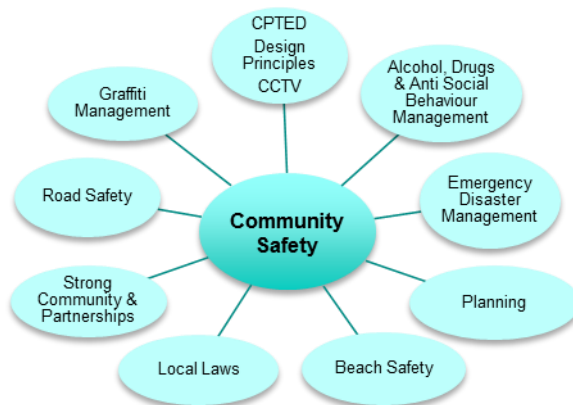 CPTED
Design
Principles
CCTV
Alcohol, Drugs
& Anti Social
Behaviour
Management
Graffiti
Management
Emergency
Disaster
Management
Road Safety
Community
Safety
Strong
Community &
Partnerships
Planning
Local Laws
Beach Safety